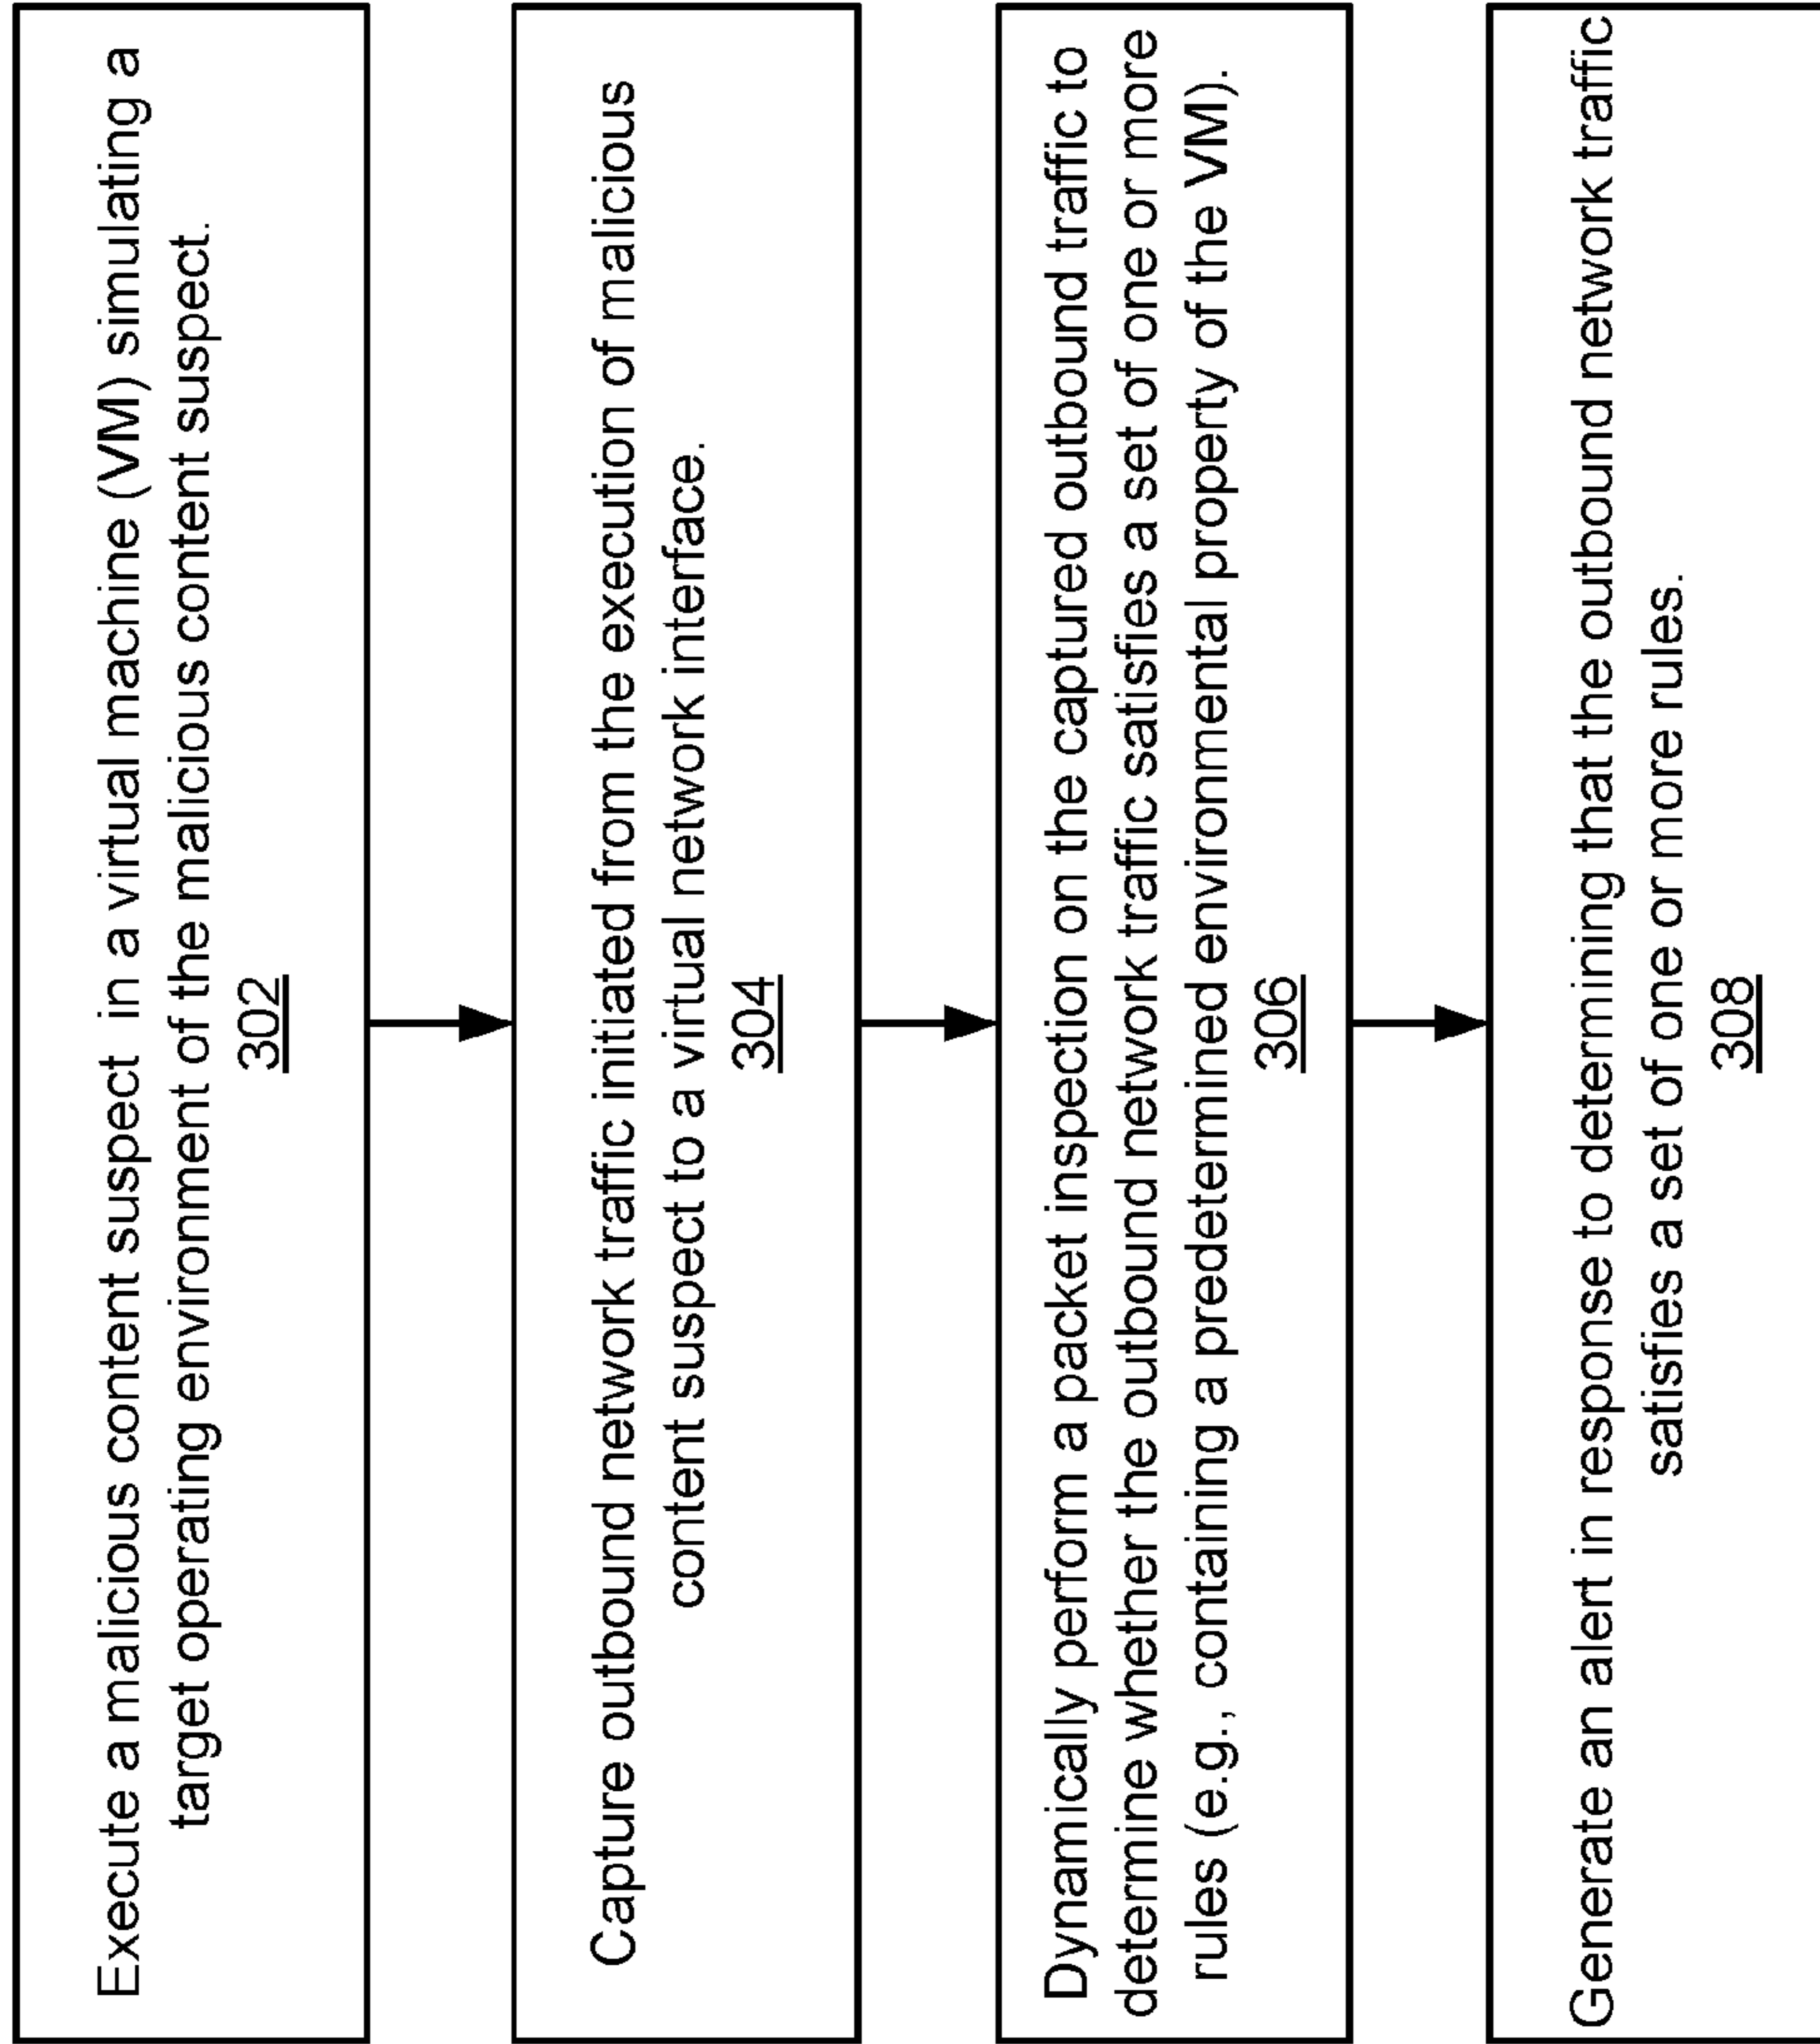 Execute a malicious content suspect in a virtual machine (VM) simulating a
target operating environment of the malicious content suspect.
302
Capture outbound network traffic initiated from the execution of malicious
content suspect to a virtual network interface.
304
Dynamically perform a packet inspection on the captured outbound traffic to
determine whether the outbound network traffic satisfies a set of one or more
rules (e.g., containing a predetermined environmental property of the VM).
306
Generate an alert in response to determining that the outbound network traffic
satisfies a set of one or more rules.
308